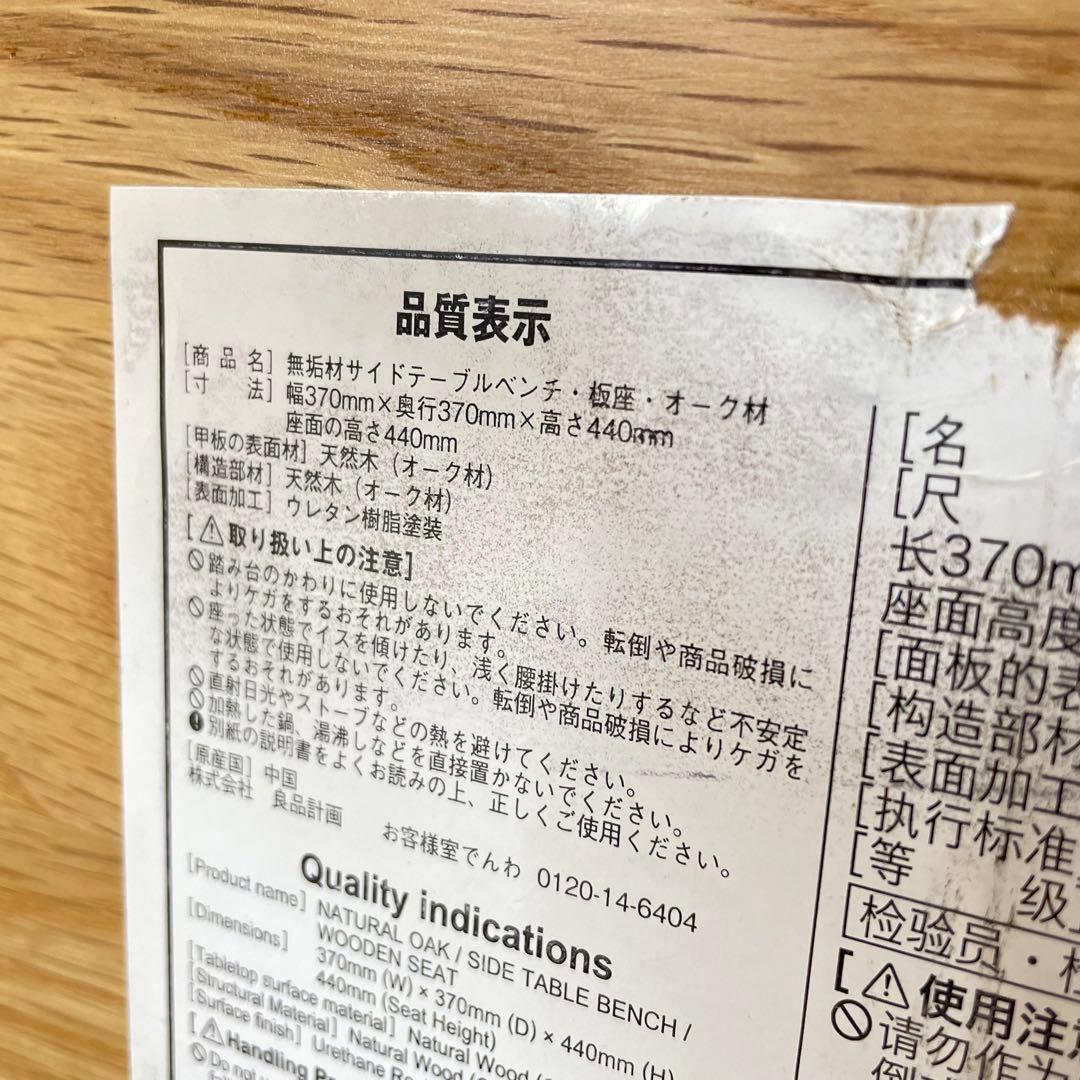 品質表示
[商品名] 無垢材サイドテーブルベンチ・板座・オーク材
[寸 法] 幅370mm×奥行370mm×高さ440mm
座面の高さ440mm
[甲板の表面材] 天然木（オーク材）
[構造部材] 天然木（オーク材）
[表面加工] ウレタン樹脂塗装
[⚠取り扱い上の注意]
🚫踏み台のかわりに使用しないでください。転倒や商品破損に
よりケガをするおそれがあります。
🚫座った状態でイスを傾けたり、浅く腰掛けたりするなど不安定
な状態で使用しないでください。転倒や商品破損によりケガを
するおそれがあります。
🚫直射日光やストーブなどの熱を避けてください。
🚫加熱した鍋、湯沸しなどを直接置かないでください。
❗別紙の説明書をよくお読みの上、正しくご使用ください。
[原産国] 中国
株式会社 良品計画 お客様室でんわ 0120-14-6404
Quality indications
[Product name] NATURAL OAK / SIDE TABLE BENCH /
WOODEN SEAT
[Dimensions] 370mm (W) × 370mm (D) × 440mm (H)
440mm (Seat Height)
[Tabletop surface material] Natural Wood
[Structural Material] Natural Wood
[Surface finish] Urethane
[⚠Handling
🚫Do not
[名
[尺
长370m
座面高度
[面板的表
[构造部材
[表面加工
[执行标准
[等 级
检验员・
[⚠使用注意
🚫请勿作为
倒